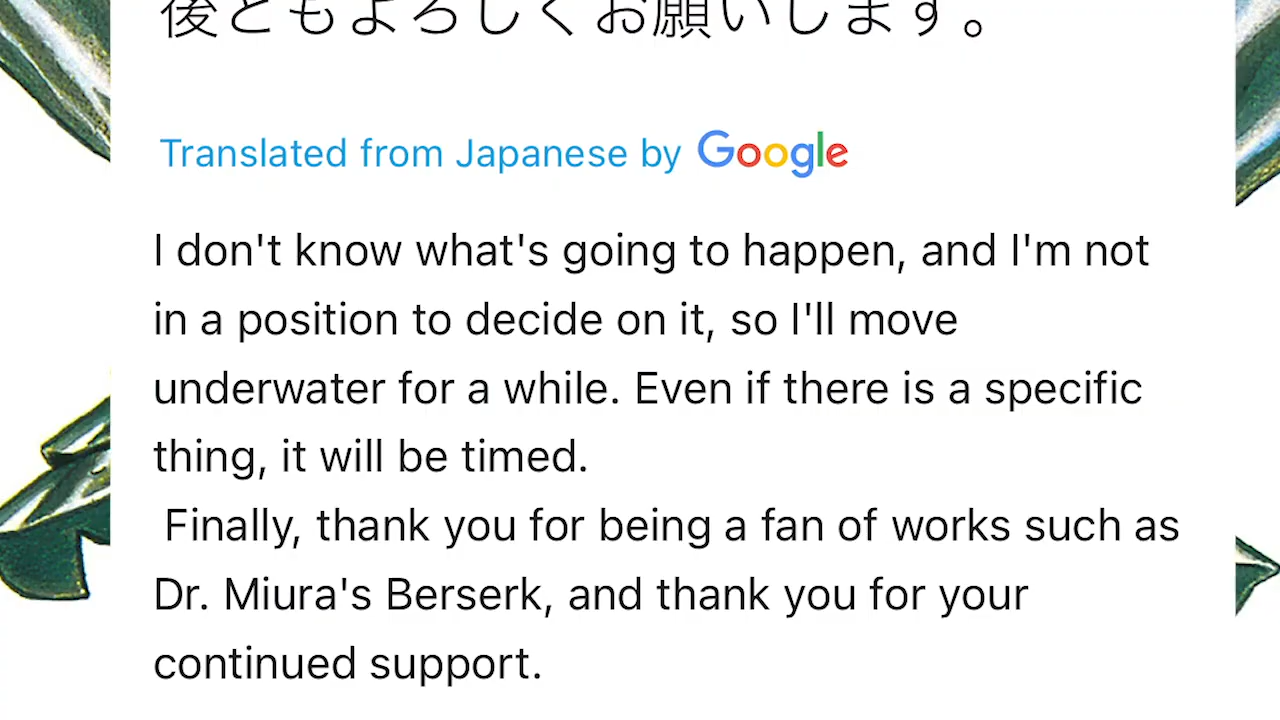 後ともよろしくお願いします。
Translated from Japanese by Google
I don't know what's going to happen, and I'm not
in a position to decide on it, so I'll move
underwater for a while. Even if there is a specific
thing, it will be timed.
Finally, thank you for being a fan of works such as
Dr. Miura's Berserk, and thank you for your
continued support.